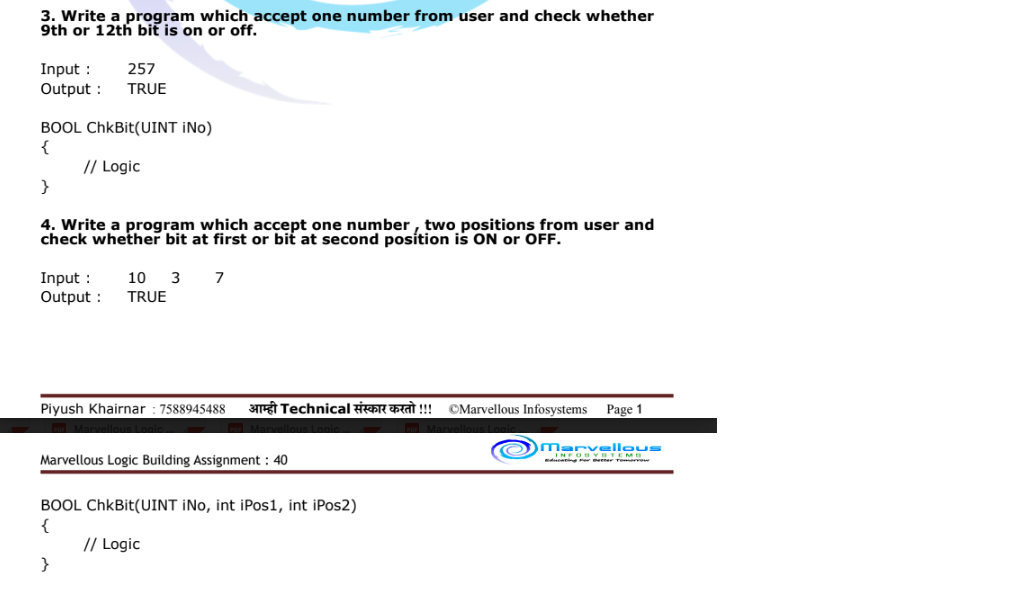 3. Write a program which accept one number from user and check whether
9th or 12th bit is on or off.
Input : 257
Output : TRUE
BOOL ChkBit(UINT iNo)
{
// Logic
}
4. Write a program which accept one number , two positions from user and
check whether bit at first or bit at second position is ON or OFF.
Input : 10 3 7
Output : TRUE
Piyush Khairnar : 7588945488 आम्ही Technical संस्कार करतो !!! ©Marvellous Infosystems Page 1
Marvellous Logic ... Marvellous Logic ... Marvellous Logic ...
Marvellous
INFOSYSTEMS
Educating For Better Tomorrow
Marvellous Logic Building Assignment : 40
BOOL ChkBit(UINT iNo, int iPos1, int iPos2)
{
// Logic
}